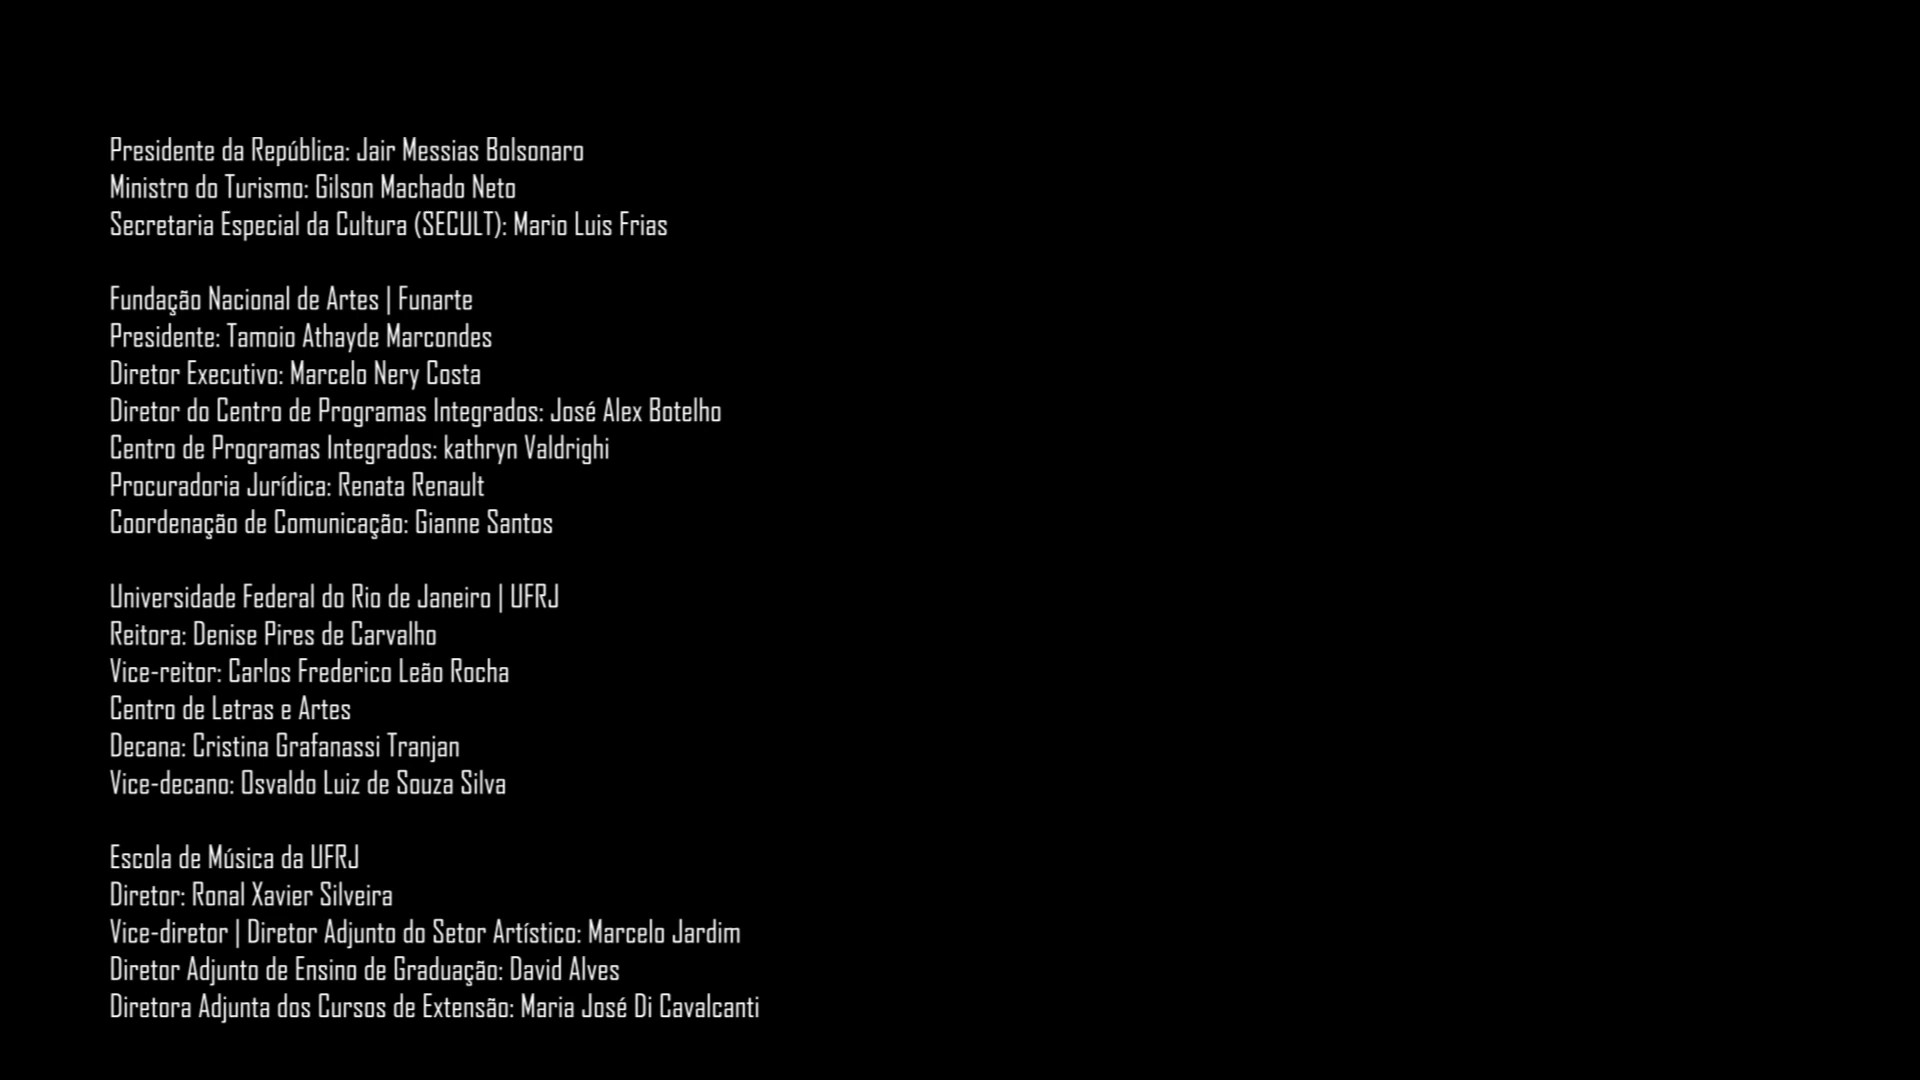 Presidente da República: Jair Messias Bolsonaro
Ministro do Turismo: Gilson Machado Neto
Secretaria Especial da Cultura (SECULT): Mario Luis Frias
Fundação Nacional de Artes | Funarte
Presidente: Tamoio Athayde Marcondes
Diretor Executivo: Marcelo Nery Costa
Diretor do Centro de Programas Integrados: José Alex Botelho
Centro de Programas Integrados: kathryn Valdrighi
Procuradoria Jurídica: Renata Renault
Coordenação de Comunicação: Gianne Santos
Universidade Federal do Rio de Janeiro | UFRJ
Reitora: Denise Pires de Carvalho
Vice-reitor: Carlos Frederico Leão Rocha
Centro de Letras e Artes
Decana: Cristina Grafanassi Tranjan
Vice-decano: Osvaldo Luiz de Souza Silva
Escola de Música da UFRJ
Diretor: Ronal Xavier Silveira
Vice-diretor | Diretor Adjunto do Setor Artístico: Marcelo Jardim
Diretor Adjunto de Ensino de Graduação: David Alves
Diretora Adjunta dos Cursos de Extensão: Maria José Di Cavalcanti